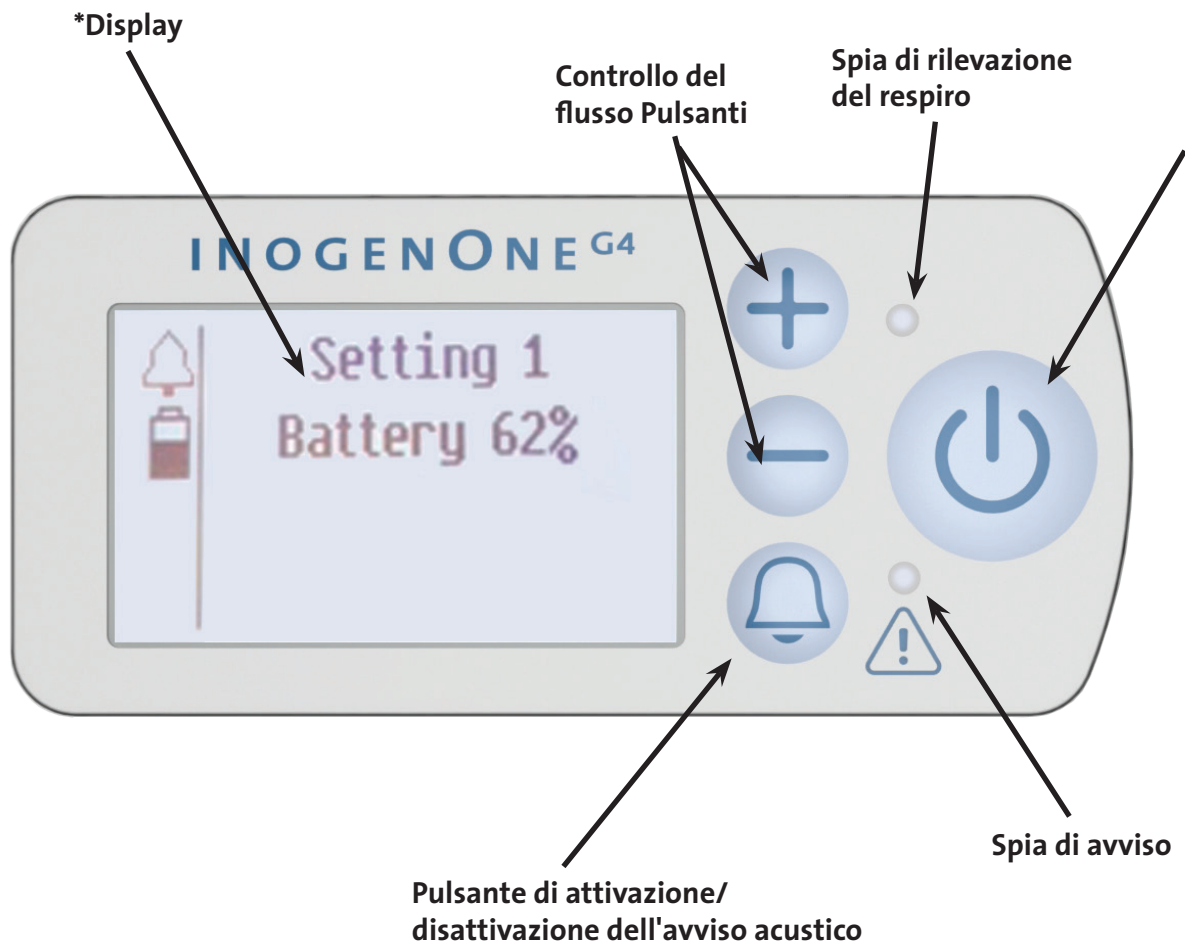 *Display
Controllo del
flusso Pulsanti
Spia di rilevazione
del respiro
INOGENONE G4
Setting 1
Battery 62%
Spia di avviso
Pulsante di attivazione/
disattivazione dell'avviso acustico